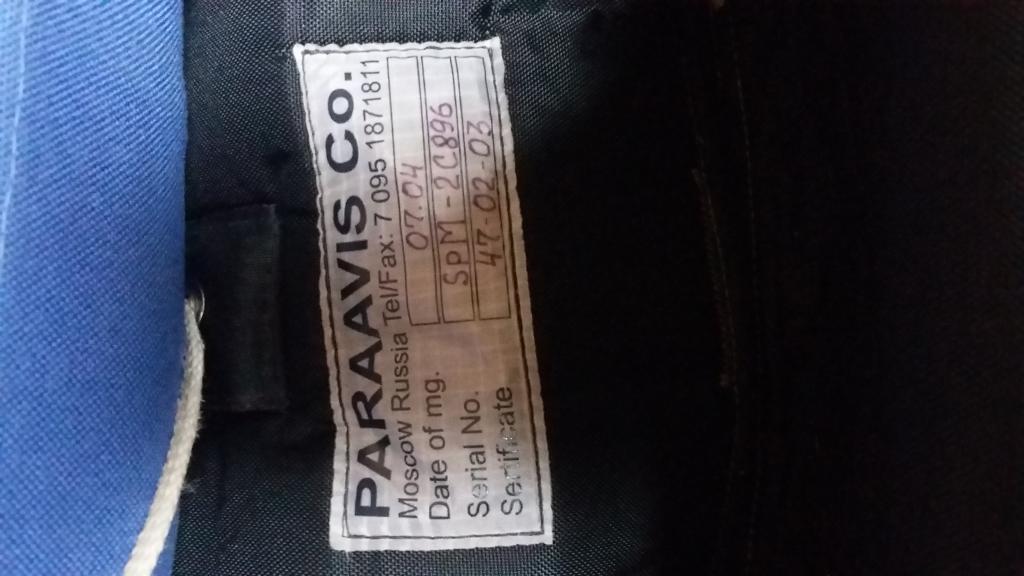 PARAAVIS CO.
Moscow Russia Tel/Fax: 7 095 1871811
Date of mg. 07.04
Serial No. SPM-2C896
Sertificate 47-02-03